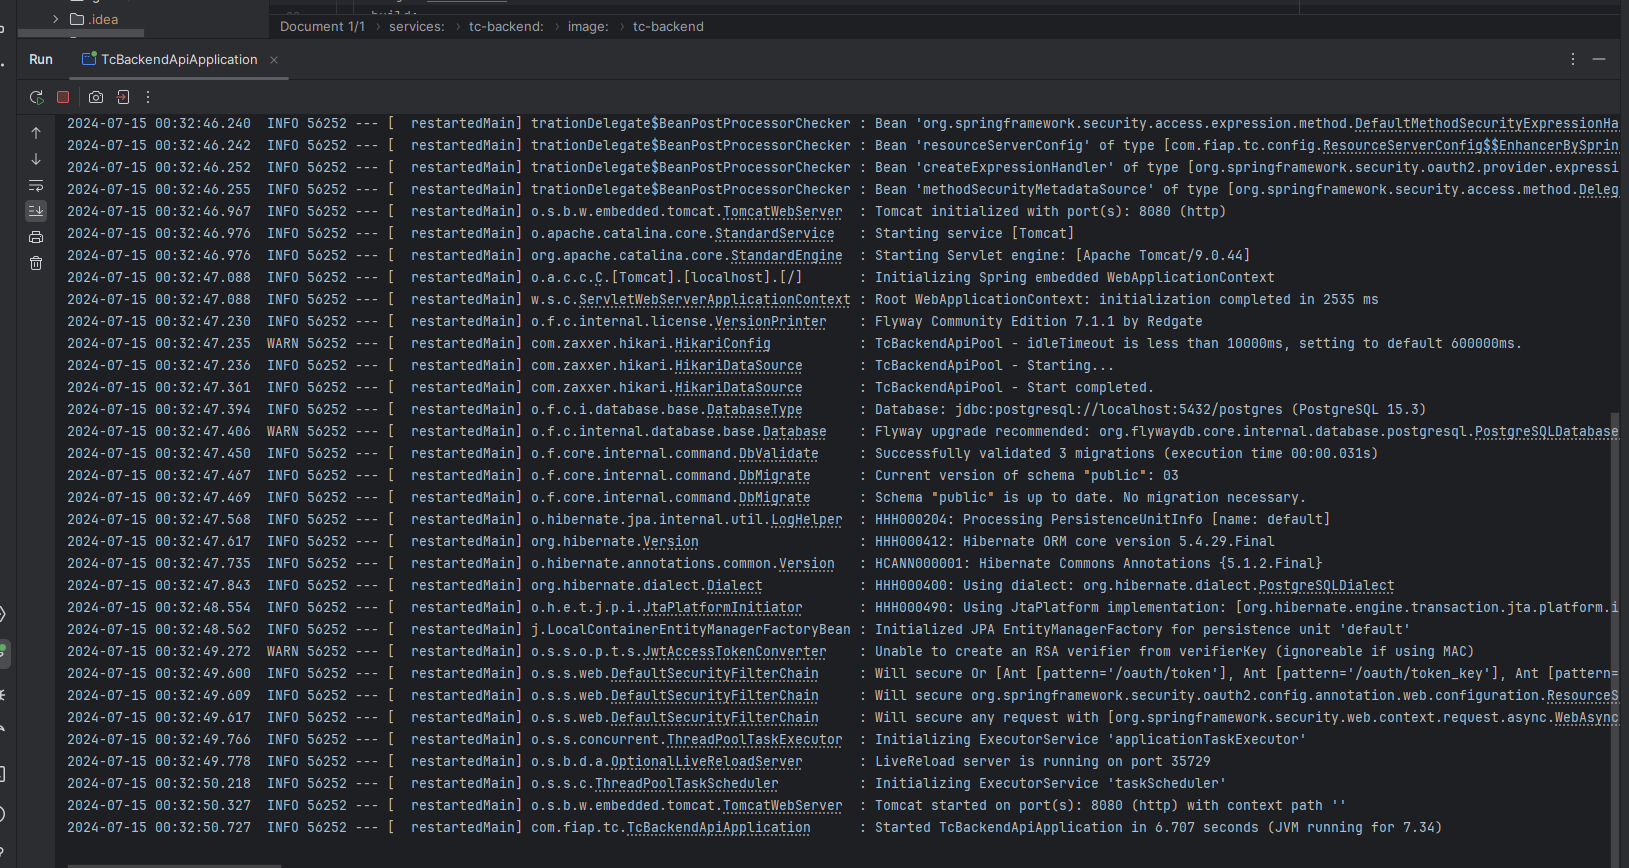 .idea
Document 1/1 › services: › tc-backend: › image: › tc-backend
Run TcBackendApiApplication
2024-07-15 00:32:46.240 INFO 56252 --- [ restartedMain] trationDelegate$BeanPostProcessorChecker : Bean 'org.springframework.security.access.expression.method.DefaultMethodSecurityExpressionHa
2024-07-15 00:32:46.242 INFO 56252 --- [ restartedMain] trationDelegate$BeanPostProcessorChecker : Bean 'resourceServerConfig' of type [com.fiap.tc.config.ResourceServerConfig$$EnhancerBySprin
2024-07-15 00:32:46.252 INFO 56252 --- [ restartedMain] trationDelegate$BeanPostProcessorChecker : Bean 'createExpressionHandler' of type [org.springframework.security.oauth2.provider.expressi
2024-07-15 00:32:46.255 INFO 56252 --- [ restartedMain] trationDelegate$BeanPostProcessorChecker : Bean 'methodSecurityMetadataSource' of type [org.springframework.security.access.method.Deleg
2024-07-15 00:32:46.967 INFO 56252 --- [ restartedMain] o.s.b.w.embedded.tomcat.TomcatWebServer : Tomcat initialized with port(s): 8080 (http)
2024-07-15 00:32:46.976 INFO 56252 --- [ restartedMain] o.apache.catalina.core.StandardService : Starting service [Tomcat]
2024-07-15 00:32:46.976 INFO 56252 --- [ restartedMain] org.apache.catalina.core.StandardEngine : Starting Servlet engine: [Apache Tomcat/9.0.44]
2024-07-15 00:32:47.088 INFO 56252 --- [ restartedMain] o.a.c.c.C.[Tomcat].[localhost].[/] : Initializing Spring embedded WebApplicationContext
2024-07-15 00:32:47.088 INFO 56252 --- [ restartedMain] w.s.c.ServletWebServerApplicationContext : Root WebApplicationContext: initialization completed in 2535 ms
2024-07-15 00:32:47.230 INFO 56252 --- [ restartedMain] o.f.c.internal.license.VersionPrinter : Flyway Community Edition 7.1.1 by Redgate
2024-07-15 00:32:47.235 WARN 56252 --- [ restartedMain] com.zaxxer.hikari.HikariConfig : TcBackendApiPool - idleTimeout is less than 10000ms, setting to default 600000ms.
2024-07-15 00:32:47.236 INFO 56252 --- [ restartedMain] com.zaxxer.hikari.HikariDataSource : TcBackendApiPool - Starting...
2024-07-15 00:32:47.361 INFO 56252 --- [ restartedMain] com.zaxxer.hikari.HikariDataSource : TcBackendApiPool - Start completed.
2024-07-15 00:32:47.394 INFO 56252 --- [ restartedMain] o.f.c.i.database.base.DatabaseType : Database: jdbc:postgresql://localhost:5432/postgres (PostgreSQL 15.3)
2024-07-15 00:32:47.406 WARN 56252 --- [ restartedMain] o.f.c.internal.database.base.Database : Flyway upgrade recommended: org.flywaydb.core.internal.database.postgresql.PostgreSQLDatabase
2024-07-15 00:32:47.450 INFO 56252 --- [ restartedMain] o.f.core.internal.command.DbValidate : Successfully validated 3 migrations (execution time 00:00.031s)
2024-07-15 00:32:47.467 INFO 56252 --- [ restartedMain] o.f.core.internal.command.DbMigrate : Current version of schema "public": 03
2024-07-15 00:32:47.469 INFO 56252 --- [ restartedMain] o.f.core.internal.command.DbMigrate : Schema "public" is up to date. No migration necessary.
2024-07-15 00:32:47.568 INFO 56252 --- [ restartedMain] o.hibernate.jpa.internal.util.LogHelper : HHH000204: Processing PersistenceUnitInfo [name: default]
2024-07-15 00:32:47.617 INFO 56252 --- [ restartedMain] org.hibernate.Version : HHH000412: Hibernate ORM core version 5.4.29.Final
2024-07-15 00:32:47.735 INFO 56252 --- [ restartedMain] o.hibernate.annotations.common.Version : HCANN000001: Hibernate Commons Annotations {5.1.2.Final}
2024-07-15 00:32:47.843 INFO 56252 --- [ restartedMain] org.hibernate.dialect.Dialect : HHH000400: Using dialect: org.hibernate.dialect.PostgreSQLDialect
2024-07-15 00:32:48.554 INFO 56252 --- [ restartedMain] o.h.e.t.j.p.i.JtaPlatformInitiator : HHH000490: Using JtaPlatform implementation: [org.hibernate.engine.transaction.jta.platform.i
2024-07-15 00:32:48.562 INFO 56252 --- [ restartedMain] j.LocalContainerEntityManagerFactoryBean : Initialized JPA EntityManagerFactory for persistence unit 'default'
2024-07-15 00:32:49.272 WARN 56252 --- [ restartedMain] o.s.s.o.p.t.s.JwtAccessTokenConverter : Unable to create an RSA verifier from verifierKey (ignoreable if using MAC)
2024-07-15 00:32:49.600 INFO 56252 --- [ restartedMain] o.s.s.web.DefaultSecurityFilterChain : Will secure Or [Ant [pattern='/oauth/token'], Ant [pattern='/oauth/token_key'], Ant [pattern=
2024-07-15 00:32:49.609 INFO 56252 --- [ restartedMain] o.s.s.web.DefaultSecurityFilterChain : Will secure org.springframework.security.oauth2.config.annotation.web.configuration.ResourceS
2024-07-15 00:32:49.617 INFO 56252 --- [ restartedMain] o.s.s.web.DefaultSecurityFilterChain : Will secure any request with [org.springframework.security.web.context.request.async.WebAsync
2024-07-15 00:32:49.766 INFO 56252 --- [ restartedMain] o.s.s.concurrent.ThreadPoolTaskExecutor : Initializing ExecutorService 'applicationTaskExecutor'
2024-07-15 00:32:49.778 INFO 56252 --- [ restartedMain] o.s.b.d.a.OptionalLiveReloadServer : LiveReload server is running on port 35729
2024-07-15 00:32:50.218 INFO 56252 --- [ restartedMain] o.s.s.c.ThreadPoolTaskScheduler : Initializing ExecutorService 'taskScheduler'
2024-07-15 00:32:50.327 INFO 56252 --- [ restartedMain] o.s.b.w.embedded.tomcat.TomcatWebServer : Tomcat started on port(s): 8080 (http) with context path ''
2024-07-15 00:32:50.727 INFO 56252 --- [ restartedMain] com.fiap.tc.TcBackendApiApplication : Started TcBackendApiApplication in 6.707 seconds (JVM running for 7.34)